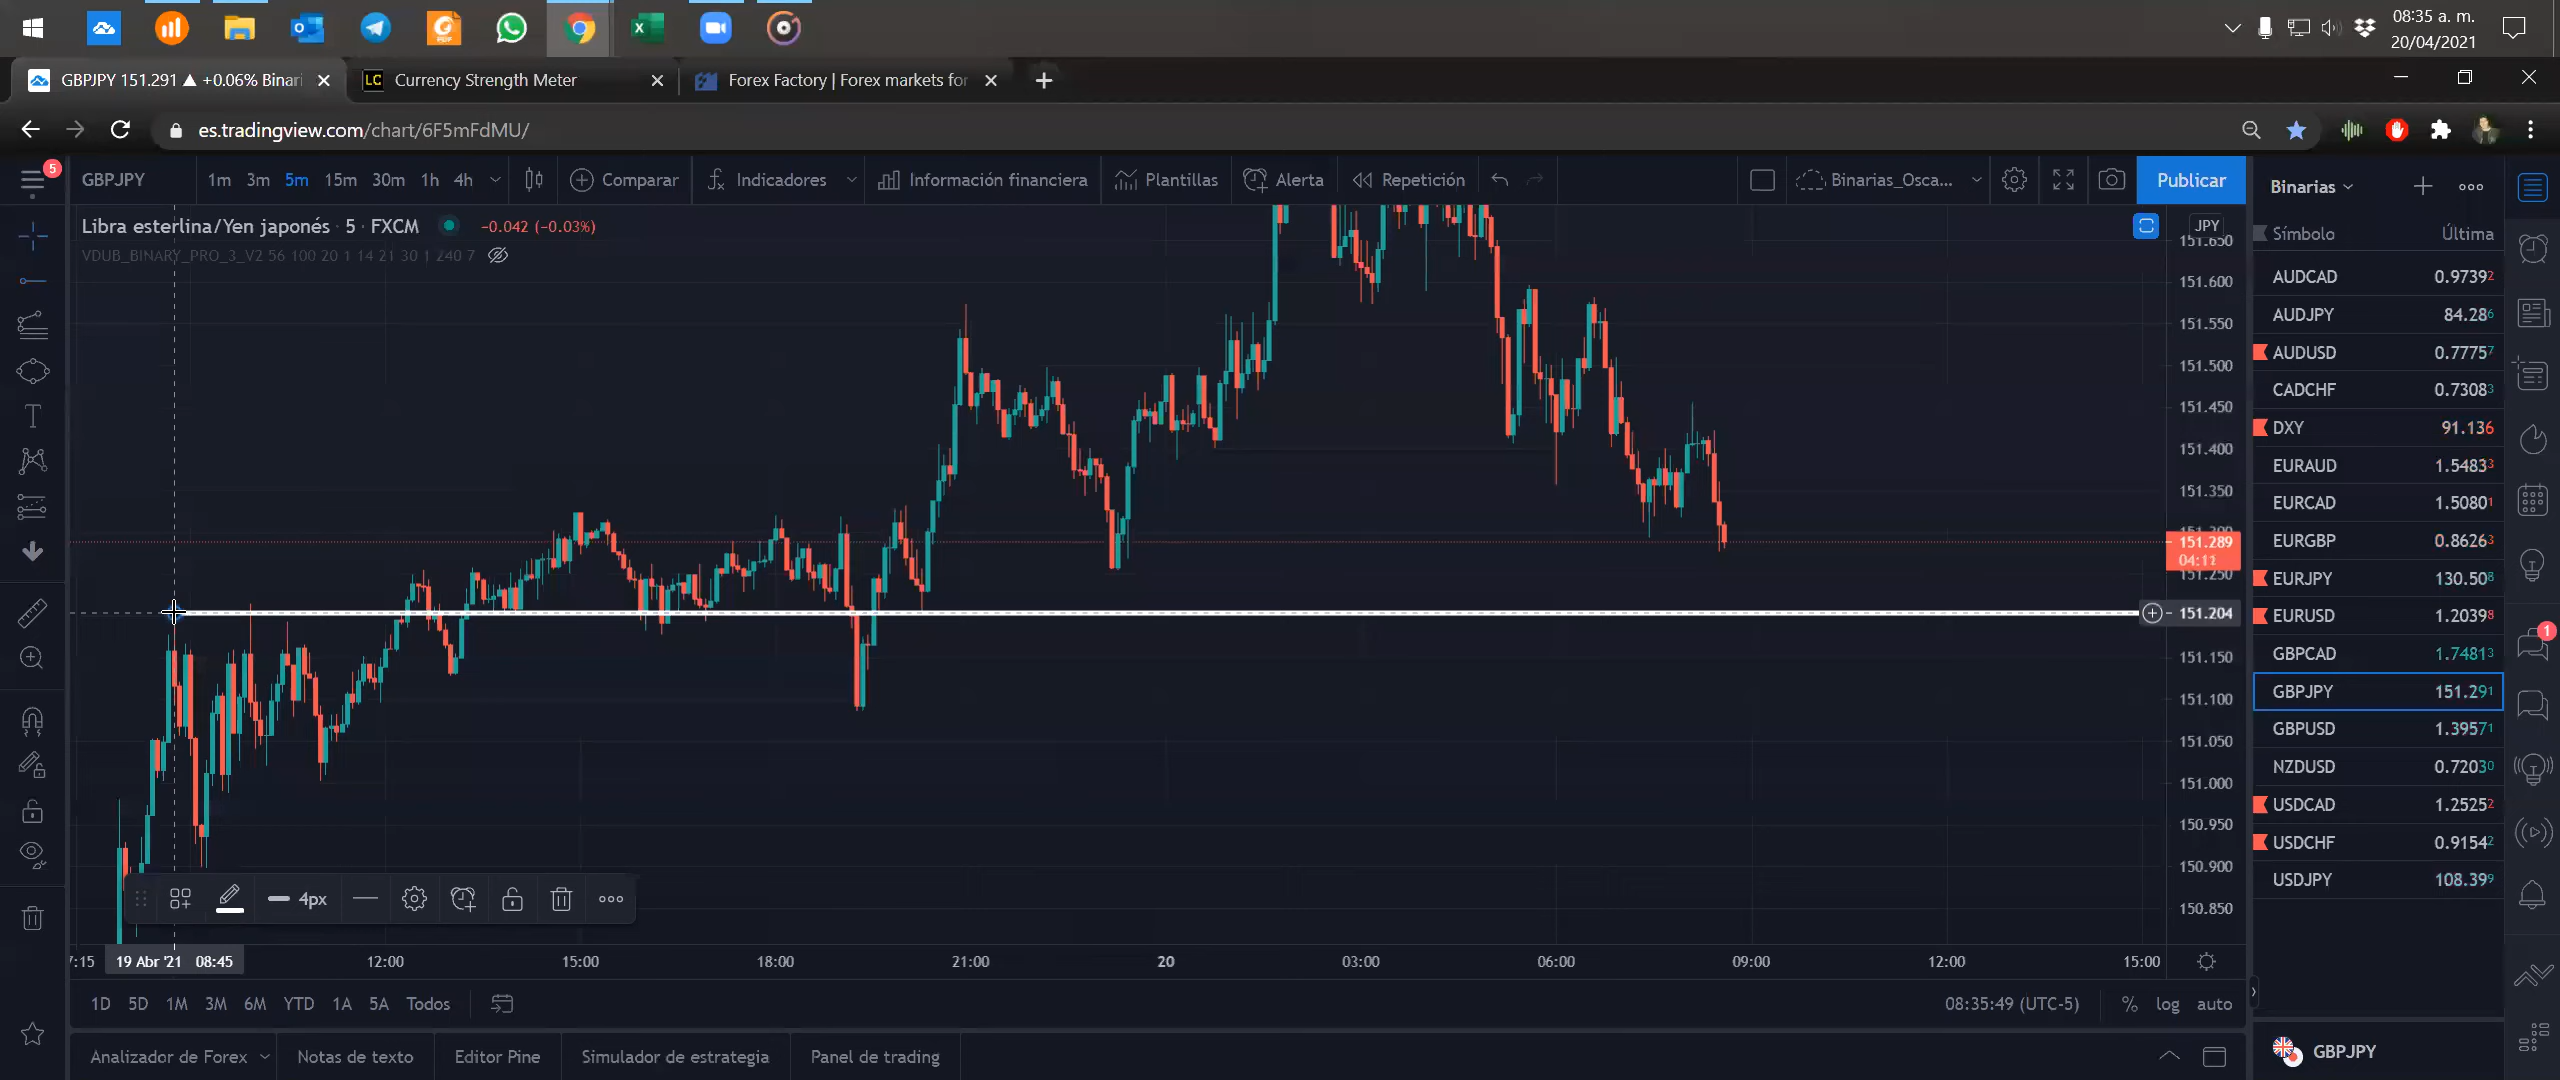 08:35 a. m.
20/04/2021
GBPJPY 151.291 ▲ +0.06% Binari
LC Currency Strength Meter
Forex Factory | Forex markets for
es.tradingview.com/chart/6F5mFdMU/
5
GBPJPY 1m 3m 5m 15m 30m 1h 4h Comparar Indicadores Información financiera Plantillas Alerta Repetición Binarias_Osca... Publicar
Binarias
Libra esterlina/Yen japonés · 5 · FXCM −0.042 (−0.03%)
VDUB_BINARY_PRO_3_V2 56 100 20 1 14 21 30 1 240 7
JPY
151.650
151.600
151.550
151.500
151.450
151.400
151.350
151.289
04:11
151.250
151.204
151.150
151.100
151.050
151.000
150.950
150.900
150.850
Símbolo Última
AUDCAD 0.97392
AUDJPY 84.286
AUDUSD 0.77757
CADCHF 0.73083
DXY 91.136
EURAUD 1.54833
EURCAD 1.50801
EURGBP 0.86263
EURJPY 130.508
EURUSD 1.20398
GBPCAD 1.74813
GBPJPY 151.291
GBPUSD 1.39571
NZDUSD 0.72030
USDCAD 1.25252
USDCHF 0.91542
USDJPY 108.399
1
4px
7:15 19 Abr '21 08:45 12:00 15:00 18:00 21:00 20 03:00 06:00 09:00 12:00 15:00
1D 5D 1M 3M 6M YTD 1A 5A Todos
08:35:49 (UTC-5) % log auto
Analizador de Forex Notas de texto Editor Pine Simulador de estrategia Panel de trading
GBPJPY